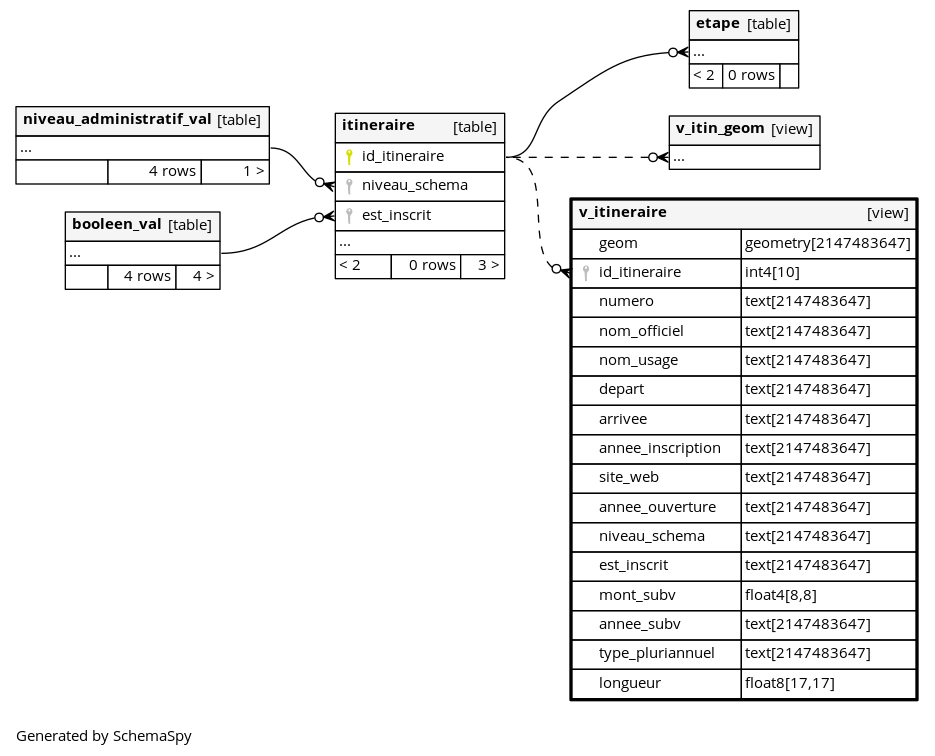 etape [table]
...
< 2 0 rows
niveau_administratif_val [table]
...
4 rows 1 >
booleen_val [table]
...
4 rows 4 >
itineraire [table]
id_itineraire
niveau_schema
est_inscrit
...
< 2 0 rows 3 >
v_itin_geom [view]
...
v_itineraire [view]
geom geometry[2147483647]
id_itineraire int4[10]
numero text[2147483647]
nom_officiel text[2147483647]
nom_usage text[2147483647]
depart text[2147483647]
arrivee text[2147483647]
annee_inscription text[2147483647]
site_web text[2147483647]
annee_ouverture text[2147483647]
niveau_schema text[2147483647]
est_inscrit text[2147483647]
mont_subv float4[8,8]
annee_subv text[2147483647]
type_pluriannuel text[2147483647]
longueur float8[17,17]
Generated by SchemaSpy